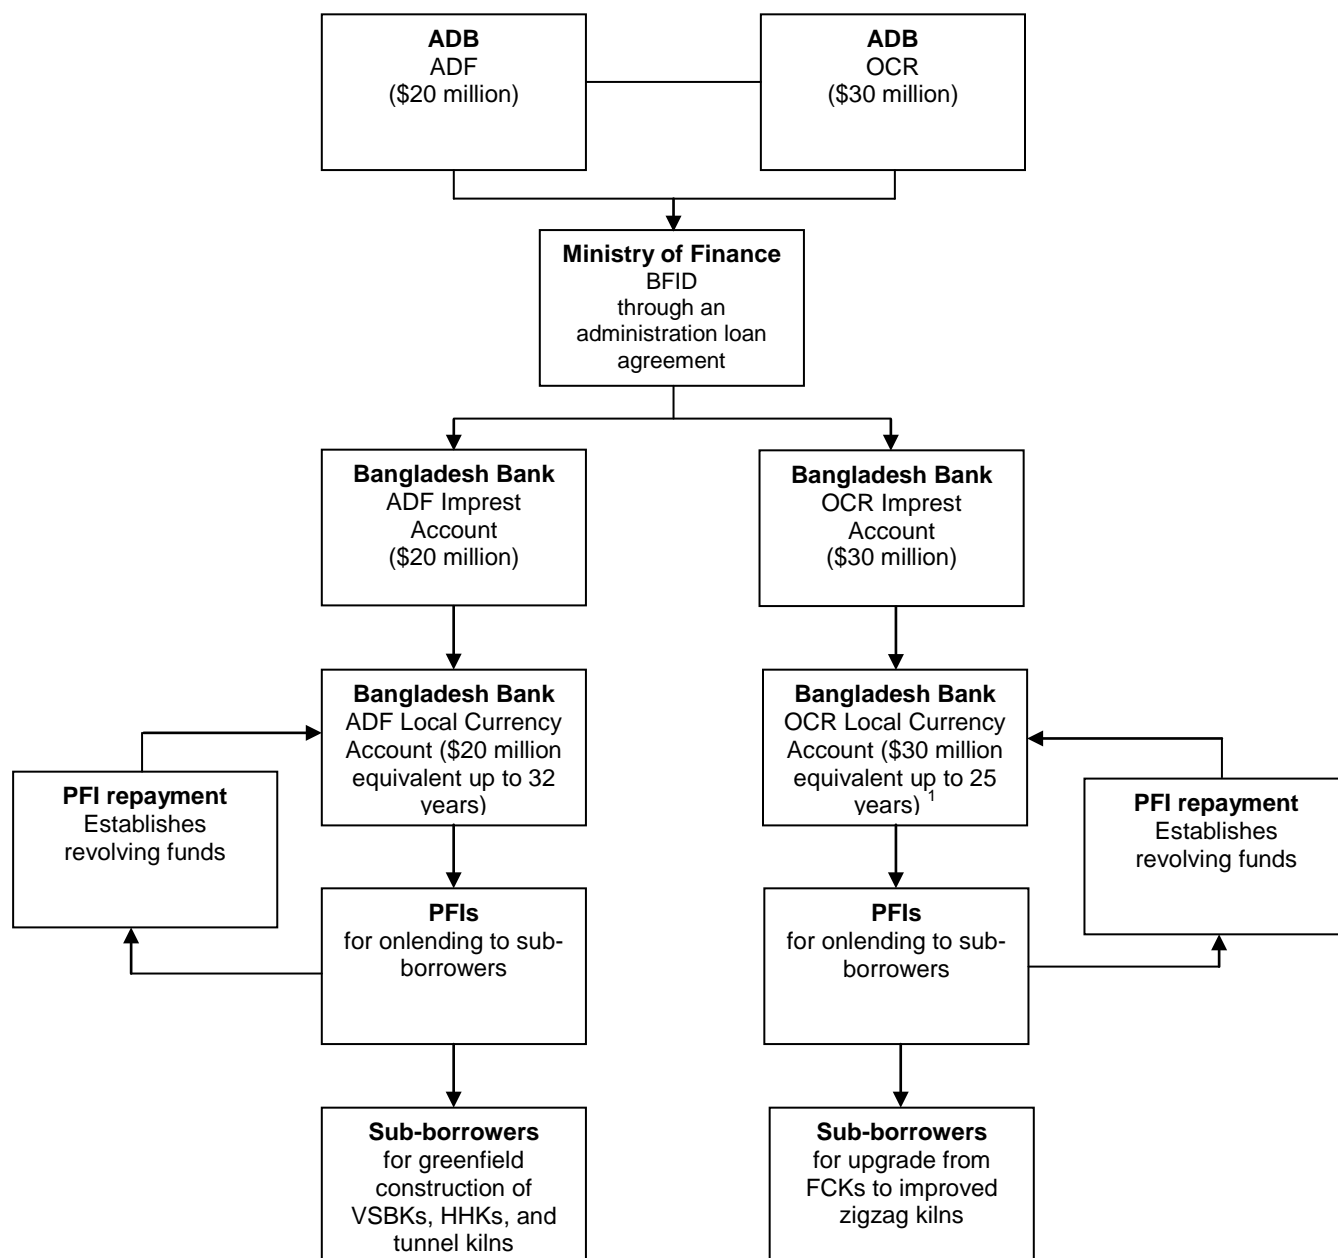 ADB
ADF
($20 million)
ADB
OCR
($30 million)
Ministry of Finance
BFID
through an
administration loan
agreement
Bangladesh Bank
ADF Imprest
Account
($20 million)
Bangladesh Bank
OCR Imprest
Account
($30 million)
Bangladesh Bank
ADF Local Currency
Account ($20 million
equivalent up to 32
years)
Bangladesh Bank
OCR Local Currency
Account ($30 million
equivalent up to 25
years) 1
PFI repayment
Establishes
revolving funds
PFI repayment
Establishes
revolving funds
PFIs
for onlending to sub-
borrowers
PFIs
for onlending to sub-
borrowers
Sub-borrowers
for greenfield
construction of
VSBKs, HHKs, and
tunnel kilns
Sub-borrowers
for upgrade from
FCKs to improved
zigzag kilns